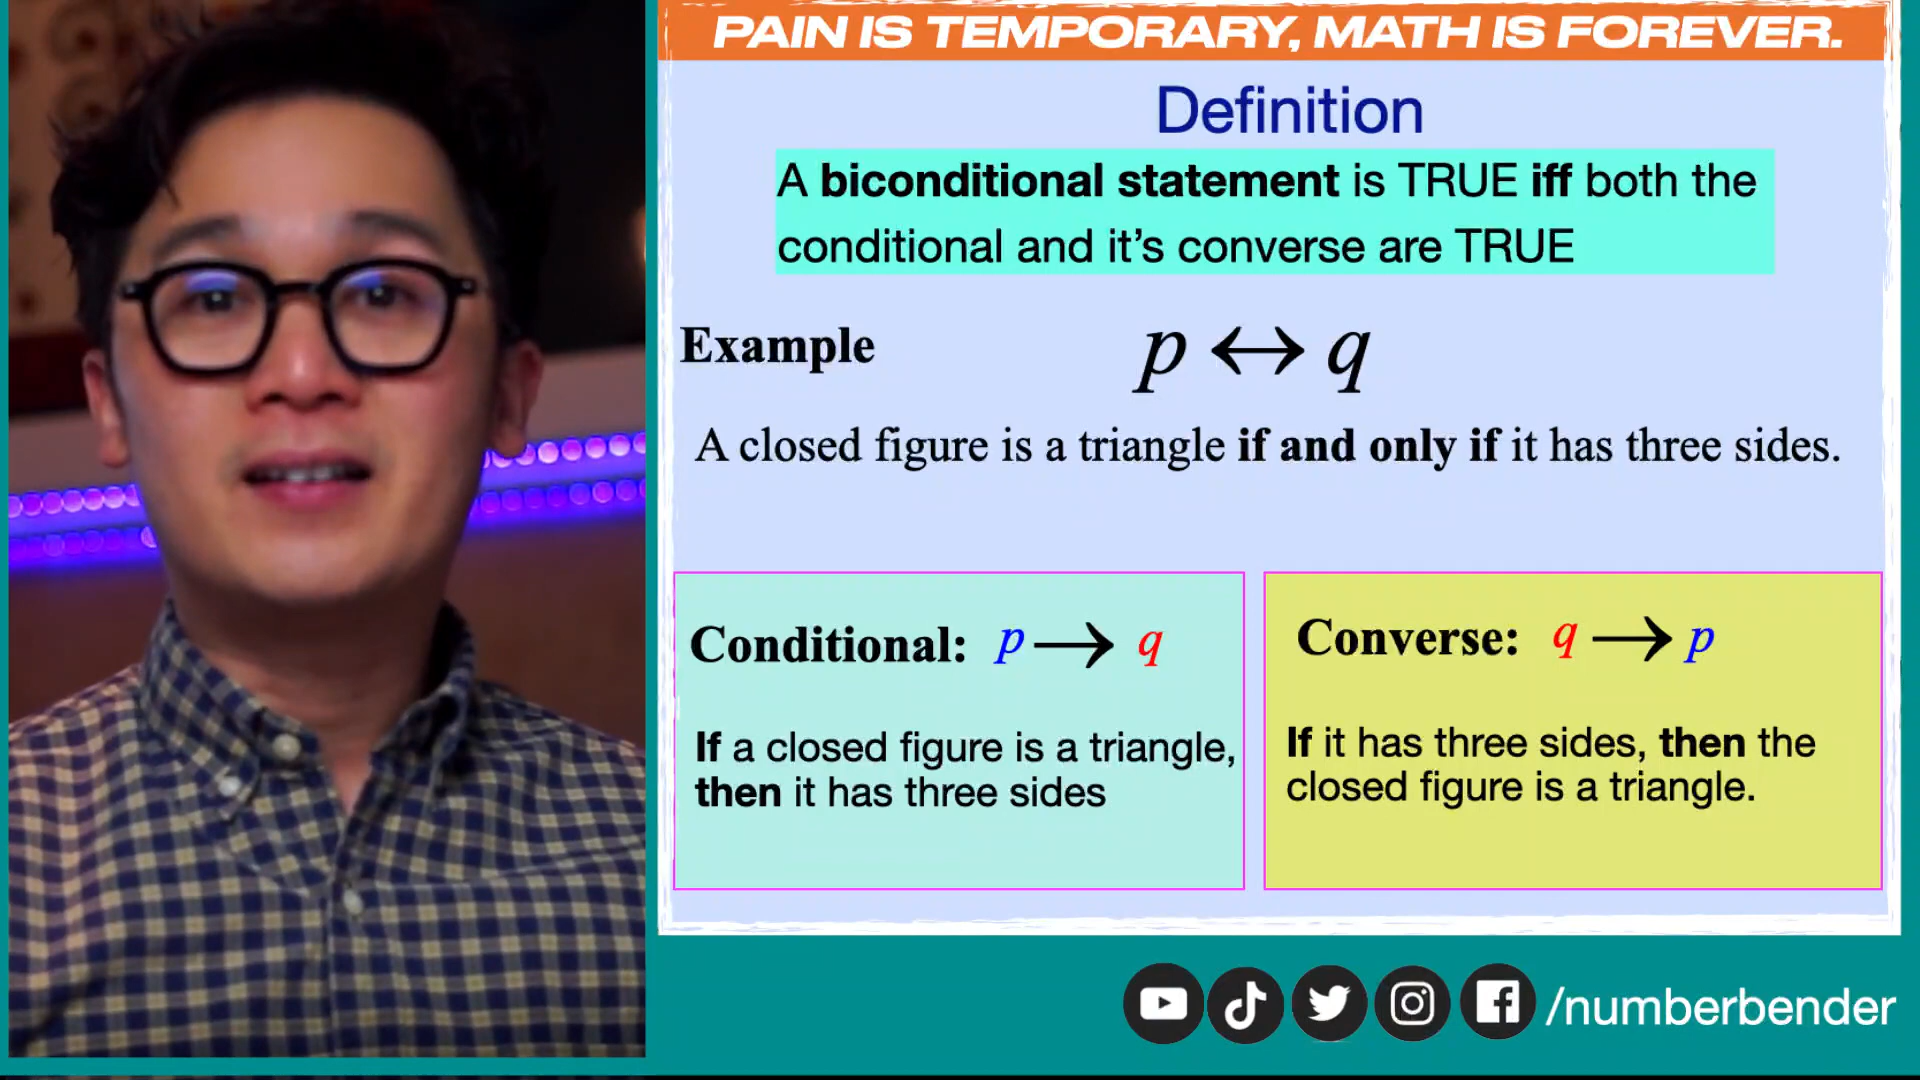 PAIN IS TEMPORARY, MATH IS FOREVER.
Definition
A biconditional statement is TRUE iff both the
conditional and it’s converse are TRUE
Example
p ↔ q
A closed figure is a triangle if and only if it has three sides.
Conditional: p → q
If a closed figure is a triangle,
then it has three sides
Converse: q → p
If it has three sides, then the
closed figure is a triangle.
/numberbender